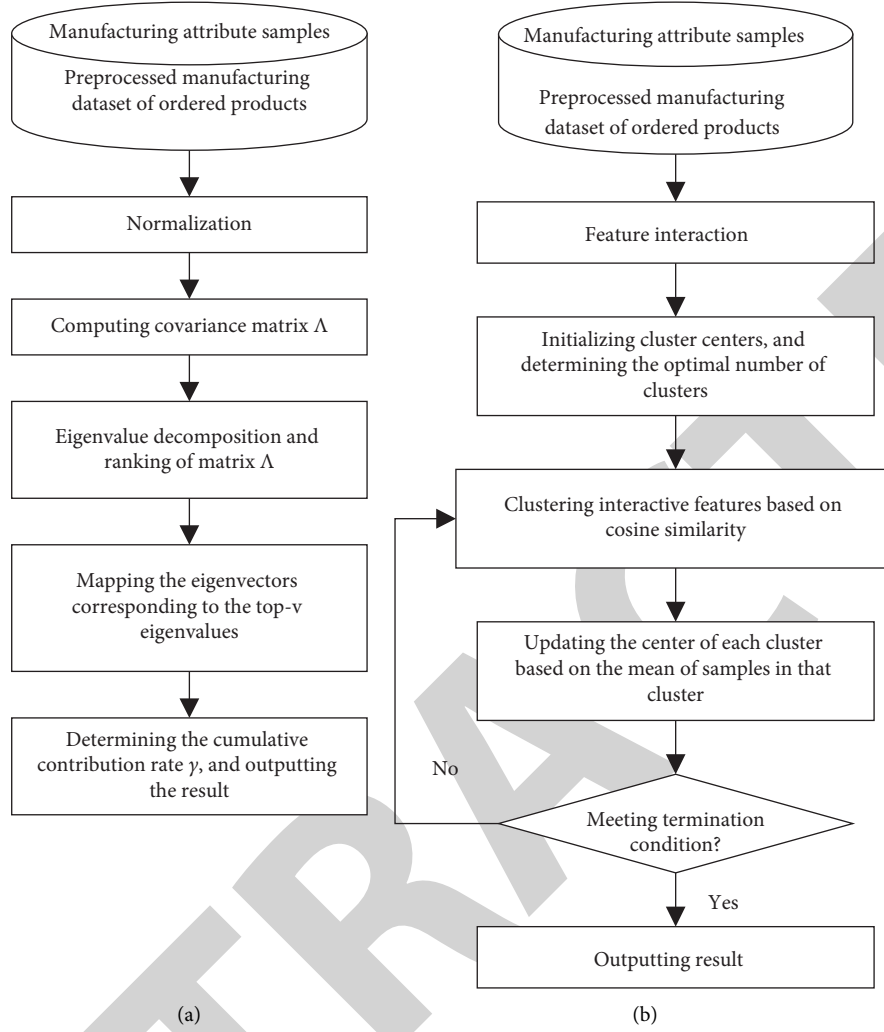 Manufacturing attribute samples
Preprocessed manufacturing
dataset of ordered products
Normalization
Computing covariance matrix Λ
Eigenvalue decomposition and
ranking of matrix Λ
Mapping the eigenvectors
corresponding to the top-v
eigenvalues
Determining the cumulative
contribution rate γ, and outputting
the result
(a)
Manufacturing attribute samples
Preprocessed manufacturing
dataset of ordered products
Feature interaction
Initializing cluster centers, and
determining the optimal number of
clusters
Clustering interactive features based on
cosine similarity
Updating the center of each cluster
based on the mean of samples in that
cluster
No
Meeting termination
condition?
Yes
Outputting result
(b)
TRACT